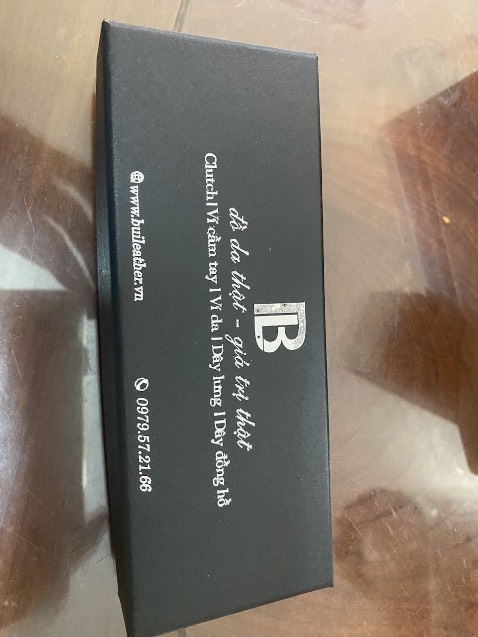 LB
đồ da thật - giá trị thật
Clutch | Ví cầm tay | Ví da | Dây lưng | Dây đồng hồ
www.buileather.vn 0979.57.21.66